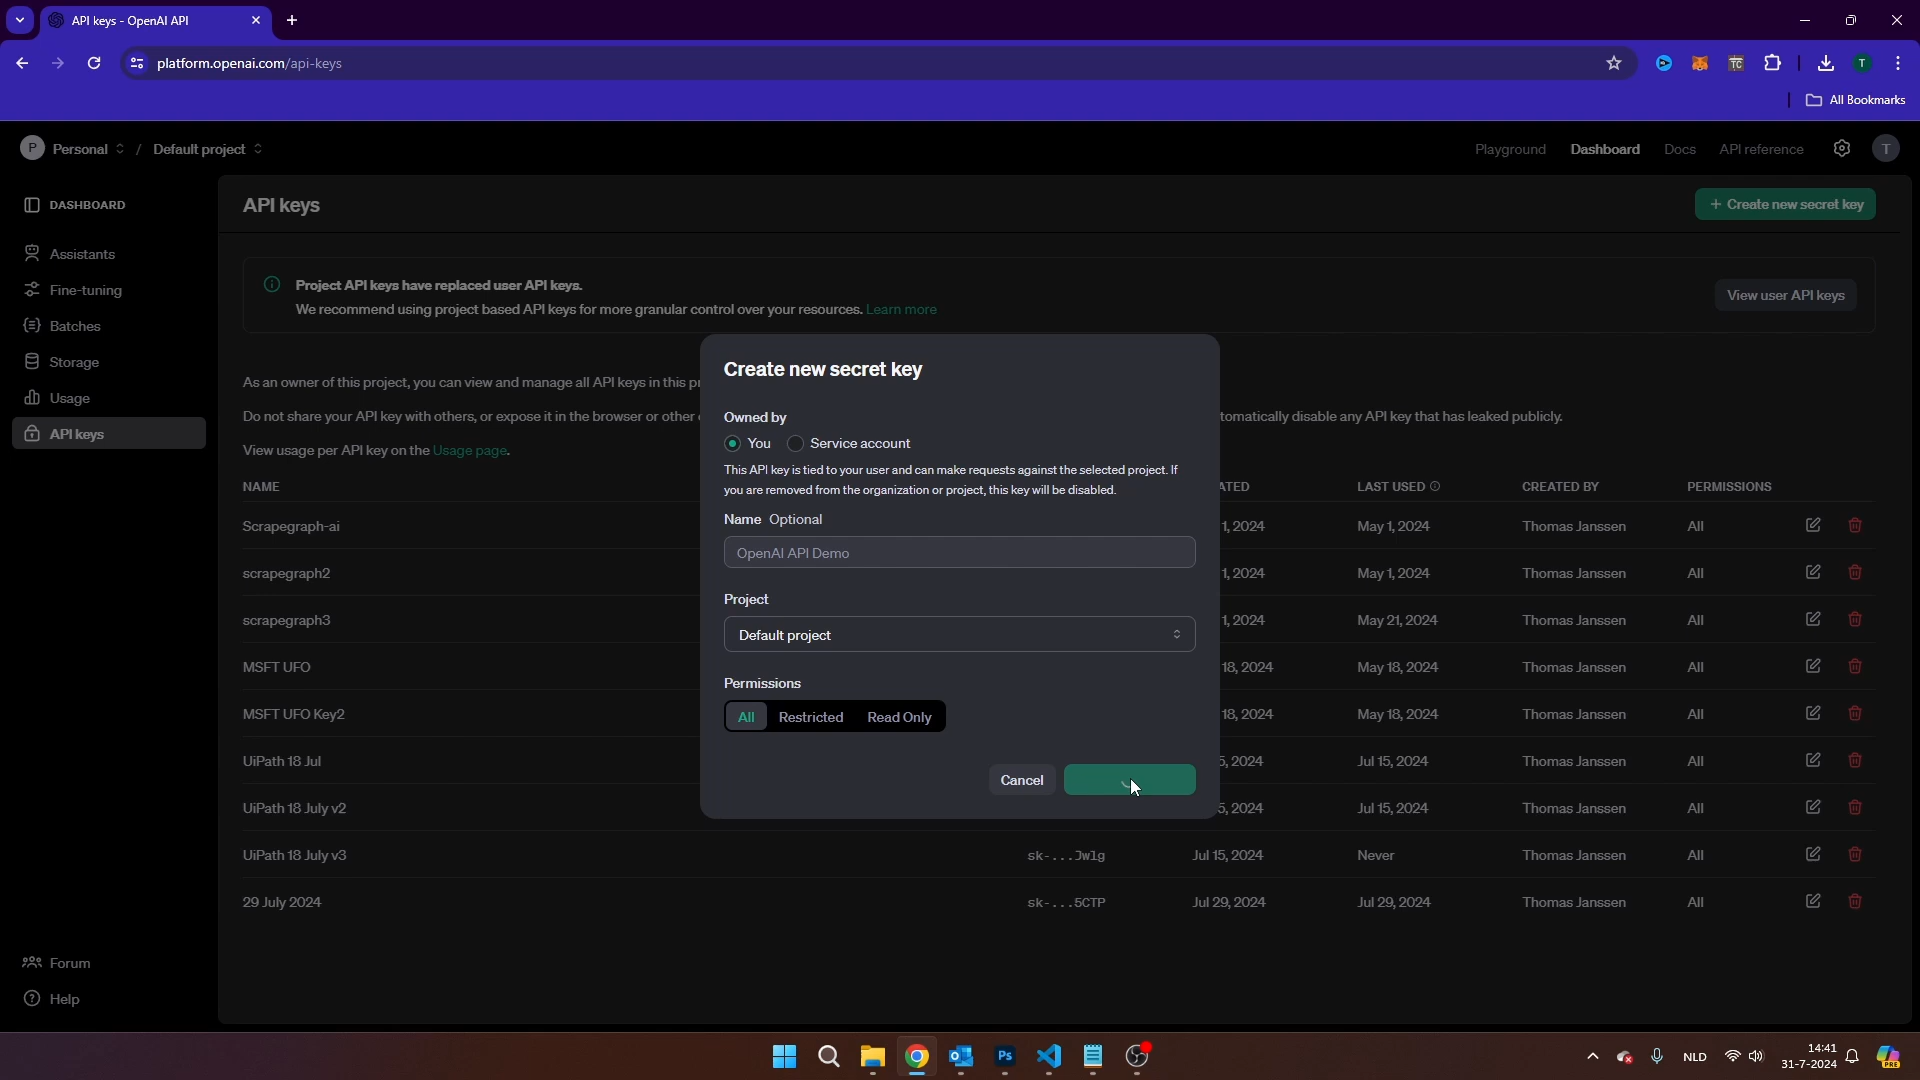 API keys - OpenAI API
platform.openai.com/api-keys
TC
T
All Bookmarks
P Personal / Default project
Playground
Dashboard
Docs
API reference
T
DASHBOARD
Assistants
Fine-tuning
Batches
Storage
Usage
API keys
Forum
Help
API keys
+ Create new secret key
Project API keys have replaced user API keys.
We recommend using project based API keys for more granular control over your resources. Learn more
View user API keys
As an owner of this project, you can view and manage all API keys in this
Do not share your API key with others, or expose it in the browser or other
tomatically disable any API key that has leaked publicly.
View usage per API key on the Usage page.
NAME ATED LAST USED CREATED BY PERMISSIONS
Scrapegraph-ai 1, 2024 May 1, 2024 Thomas Janssen All
scrapegraph2 1, 2024 May 1, 2024 Thomas Janssen All
scrapegraph3 1, 2024 May 21, 2024 Thomas Janssen All
MSFT UFO 18, 2024 May 18, 2024 Thomas Janssen All
MSFT UFO Key2 18, 2024 May 18, 2024 Thomas Janssen All
UiPath 18 Jul 5, 2024 Jul 15, 2024 Thomas Janssen All
UiPath 18 July v2 5, 2024 Jul 15, 2024 Thomas Janssen All
UiPath 18 July v3 sk-...Jwlg Jul 15, 2024 Never Thomas Janssen All
29 July 2024 sk-...5CTP Jul 29, 2024 Jul 29, 2024 Thomas Janssen All
Create new secret key
Owned by
You Service account
This API key is tied to your user and can make requests against the selected project. If
you are removed from the organization or project, this key will be disabled.
Name Optional
OpenAI API Demo
Project
Default project
Permissions
All Restricted Read Only
Cancel
Ps
NLD
14:41
31-7-2024
PRE